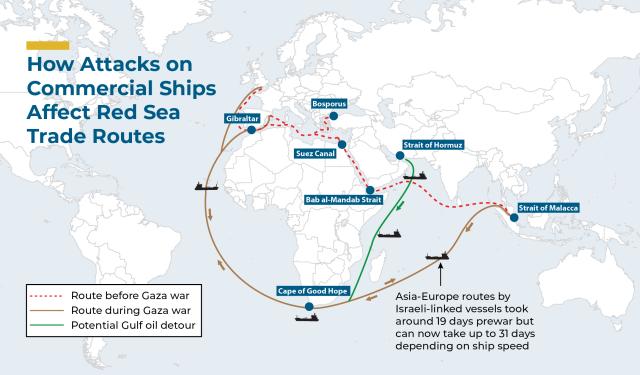 How Attacks on
Commercial Ships
Affect Red Sea
Trade Routes
Bosporus
Gibraltar
Suez Canal
Strait of Hormuz
Bab al-Mandab Strait
Strait of Malacca
Cape of Good Hope
Route before Gaza war
Route during Gaza war
Potential Gulf oil detour
Asia-Europe routes by
Israeli-linked vessels took
around 19 days prewar but
can now take up to 31 days
depending on ship speed